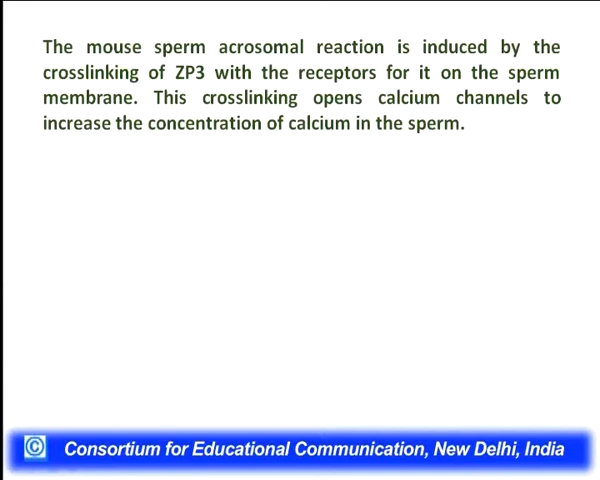 The mouse sperm acrosomal reaction is induced by the
crosslinking of ZP3 with the receptors for it on the sperm
membrane. This crosslinking opens calcium channels to
increase the concentration of calcium in the sperm.
© Consortium for Educational Communication, New Delhi, India